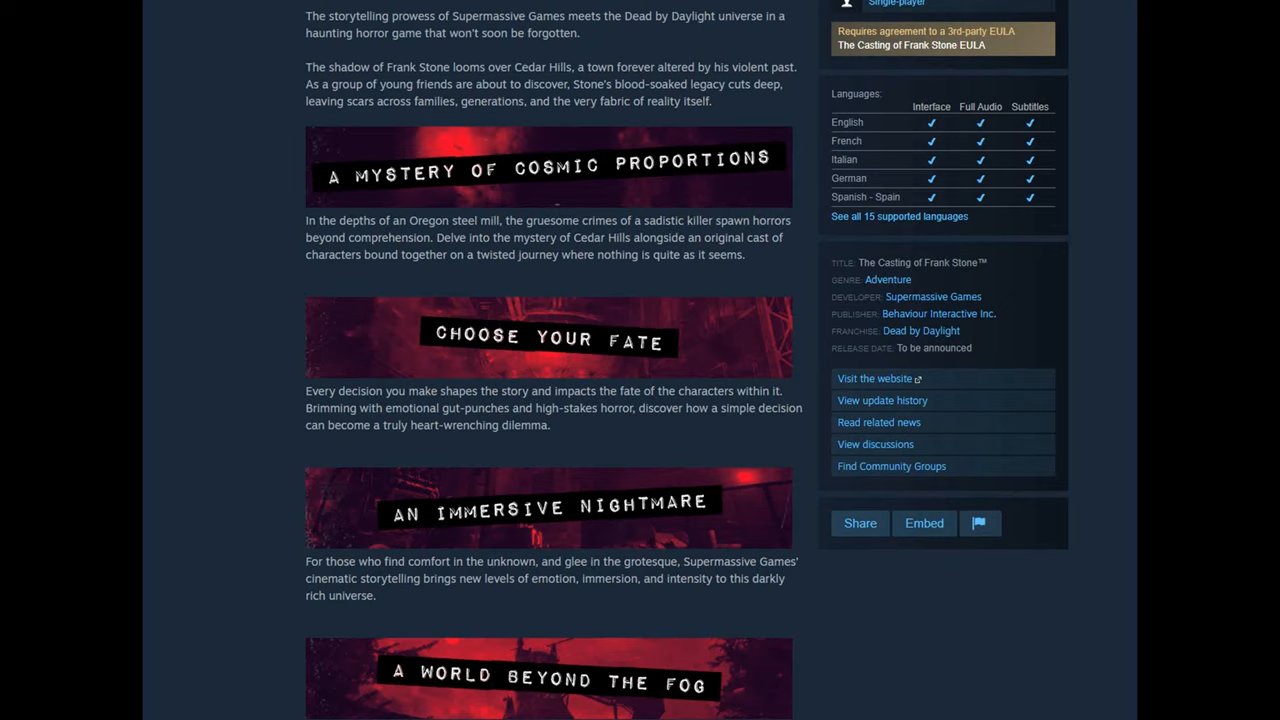 The storytelling prowess of Supermassive Games meets the Dead by Daylight universe in a
haunting horror game that won't soon be forgotten.
The shadow of Frank Stone looms over Cedar Hills, a town forever altered by his violent past.
As a group of young friends are about to discover, Stone's blood-soaked legacy cuts deep,
leaving scars across families, generations, and the very fabric of reality itself.
A MYSTERY OF COSMIC PROPORTIONS
In the depths of an Oregon steel mill, the gruesome crimes of a sadistic killer spawn horrors
beyond comprehension. Delve into the mystery of Cedar Hills alongside an original cast of
characters bound together on a twisted journey where nothing is quite as it seems.
CHOOSE YOUR FATE
Every decision you make shapes the story and impacts the fate of the characters within it.
Brimming with emotional gut-punches and high-stakes horror, discover how a simple decision
can become a truly heart-wrenching dilemma.
AN IMMERSIVE NIGHTMARE
For those who find comfort in the unknown, and glee in the grotesque, Supermassive Games'
cinematic storytelling brings new levels of emotion, immersion, and intensity to this darkly
rich universe.
A WORLD BEYOND THE FOG
Single-player
Requires agreement to a 3rd-party EULA
The Casting of Frank Stone EULA
Languages:
Interface Full Audio Subtitles
English ✔ ✔ ✔
French ✔ ✔ ✔
Italian ✔ ✔ ✔
German ✔ ✔ ✔
Spanish - Spain ✔ ✔ ✔
See all 15 supported languages
TITLE: The Casting of Frank Stone™
GENRE: Adventure
DEVELOPER: Supermassive Games
PUBLISHER: Behaviour Interactive Inc.
FRANCHISE: Dead by Daylight
RELEASE DATE: To be announced
Visit the website
View update history
Read related news
View discussions
Find Community Groups
Share Embed